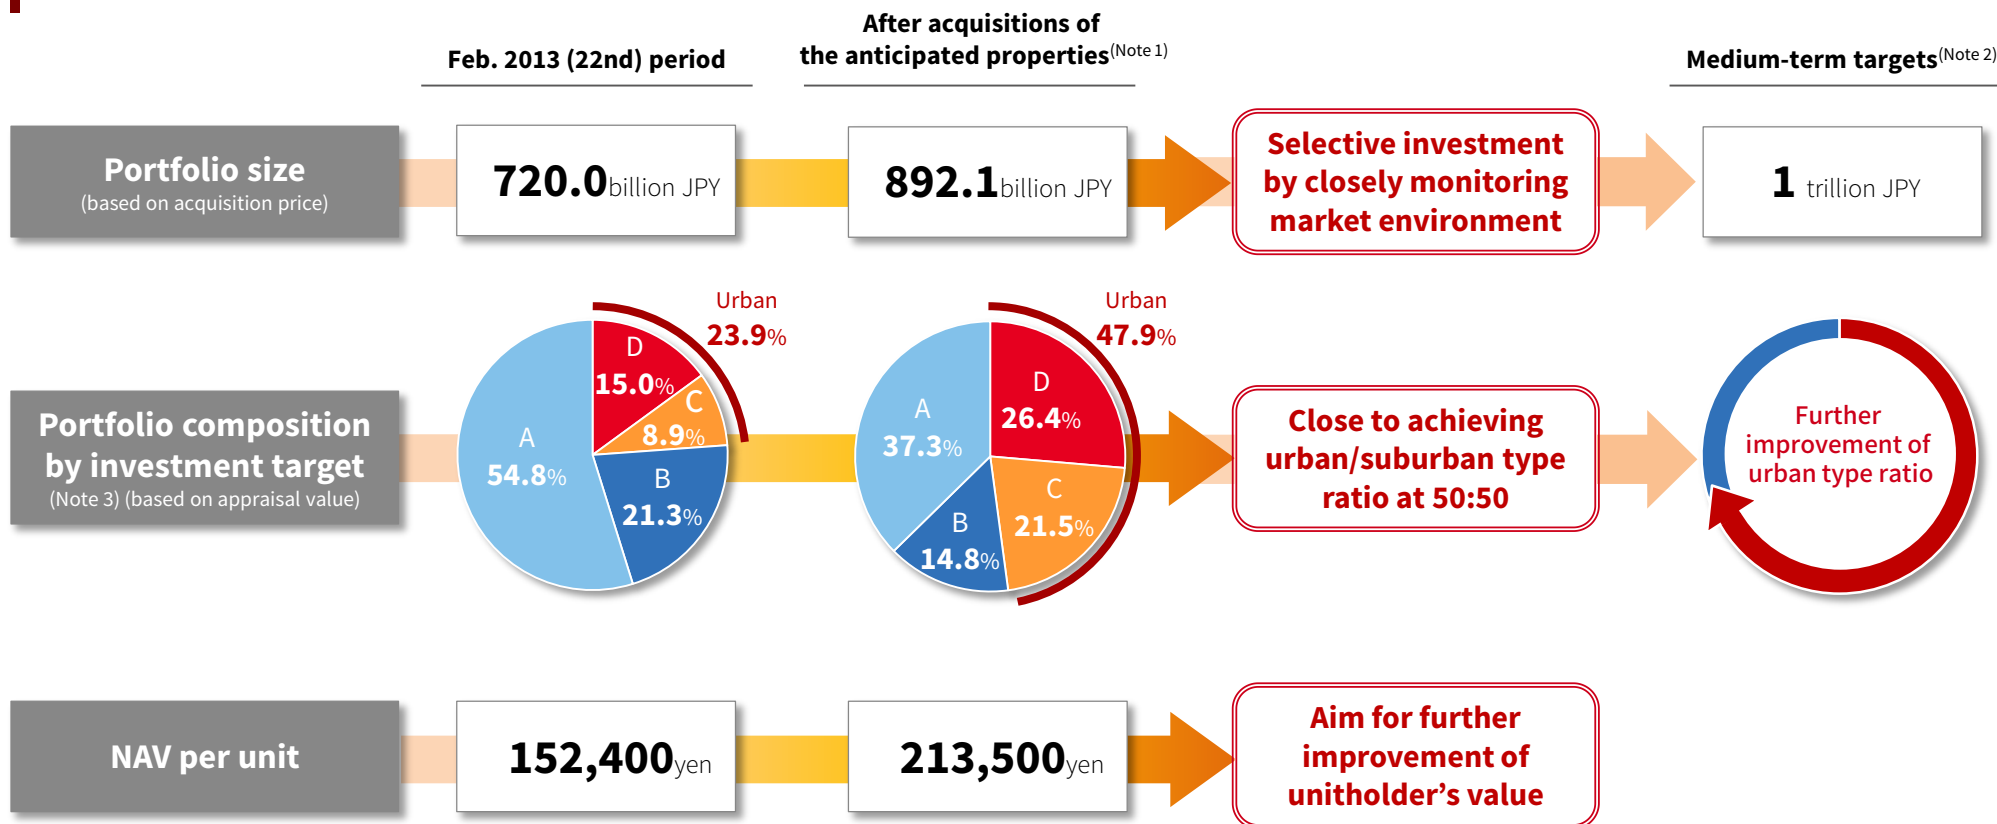 Feb. 2013 (22nd) period
After acquisitions of
the anticipated properties(Note 1)
Medium-term targets(Note 2)
Portfolio size
(based on acquisition price)
720.0billion JPY
892.1billion JPY
Selective investment
by closely monitoring
market environment
1 trillion JPY
Portfolio composition
by investment target
(Note 3) (based on appraisal value)
Urban
23.9%
D
15.0%
C
8.9%
A
54.8%
B
21.3%
Urban
47.9%
D
26.4%
A
37.3%
C
21.5%
B
14.8%
Close to achieving
urban/suburban type
ratio at 50:50
Further
improvement of
urban type ratio
NAV per unit
152,400yen
213,500yen
Aim for further
improvement of
unitholder’s value